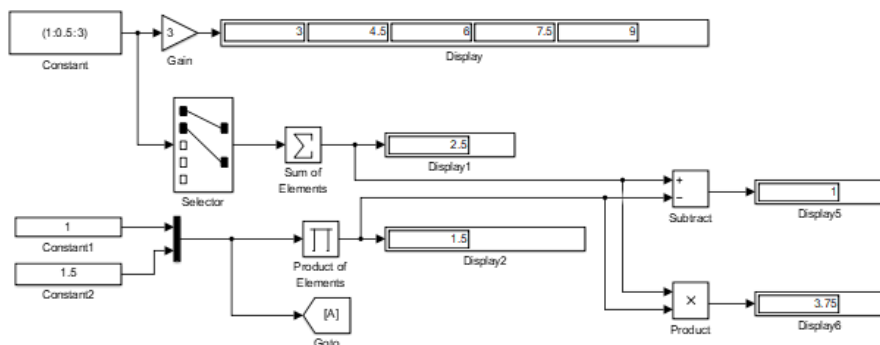 (1:0.5:3)
Constant
3
Gain
3 4.5 6 7.5 9
Display
Selector
Sum of
Elements
2.5
Display1
1
Constant1
1.5
Constant2
Product of
Elements
1.5
Display2
[A]
Goto
+
−
Subtract
1
Display5
×
Product
3.75
Display6